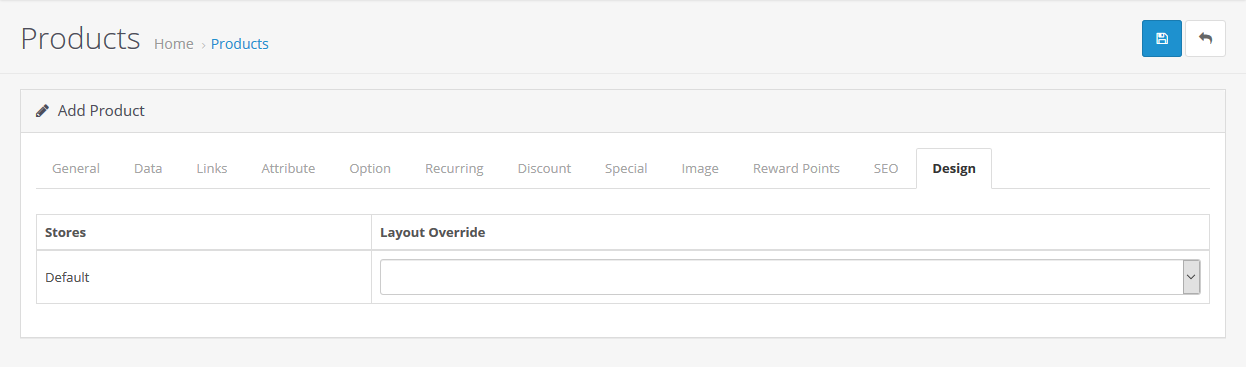 Products Home › Products
Add Product
General Data Links Attribute Option Recurring Discount Special Image Reward Points SEO Design
Stores Layout Override
Default